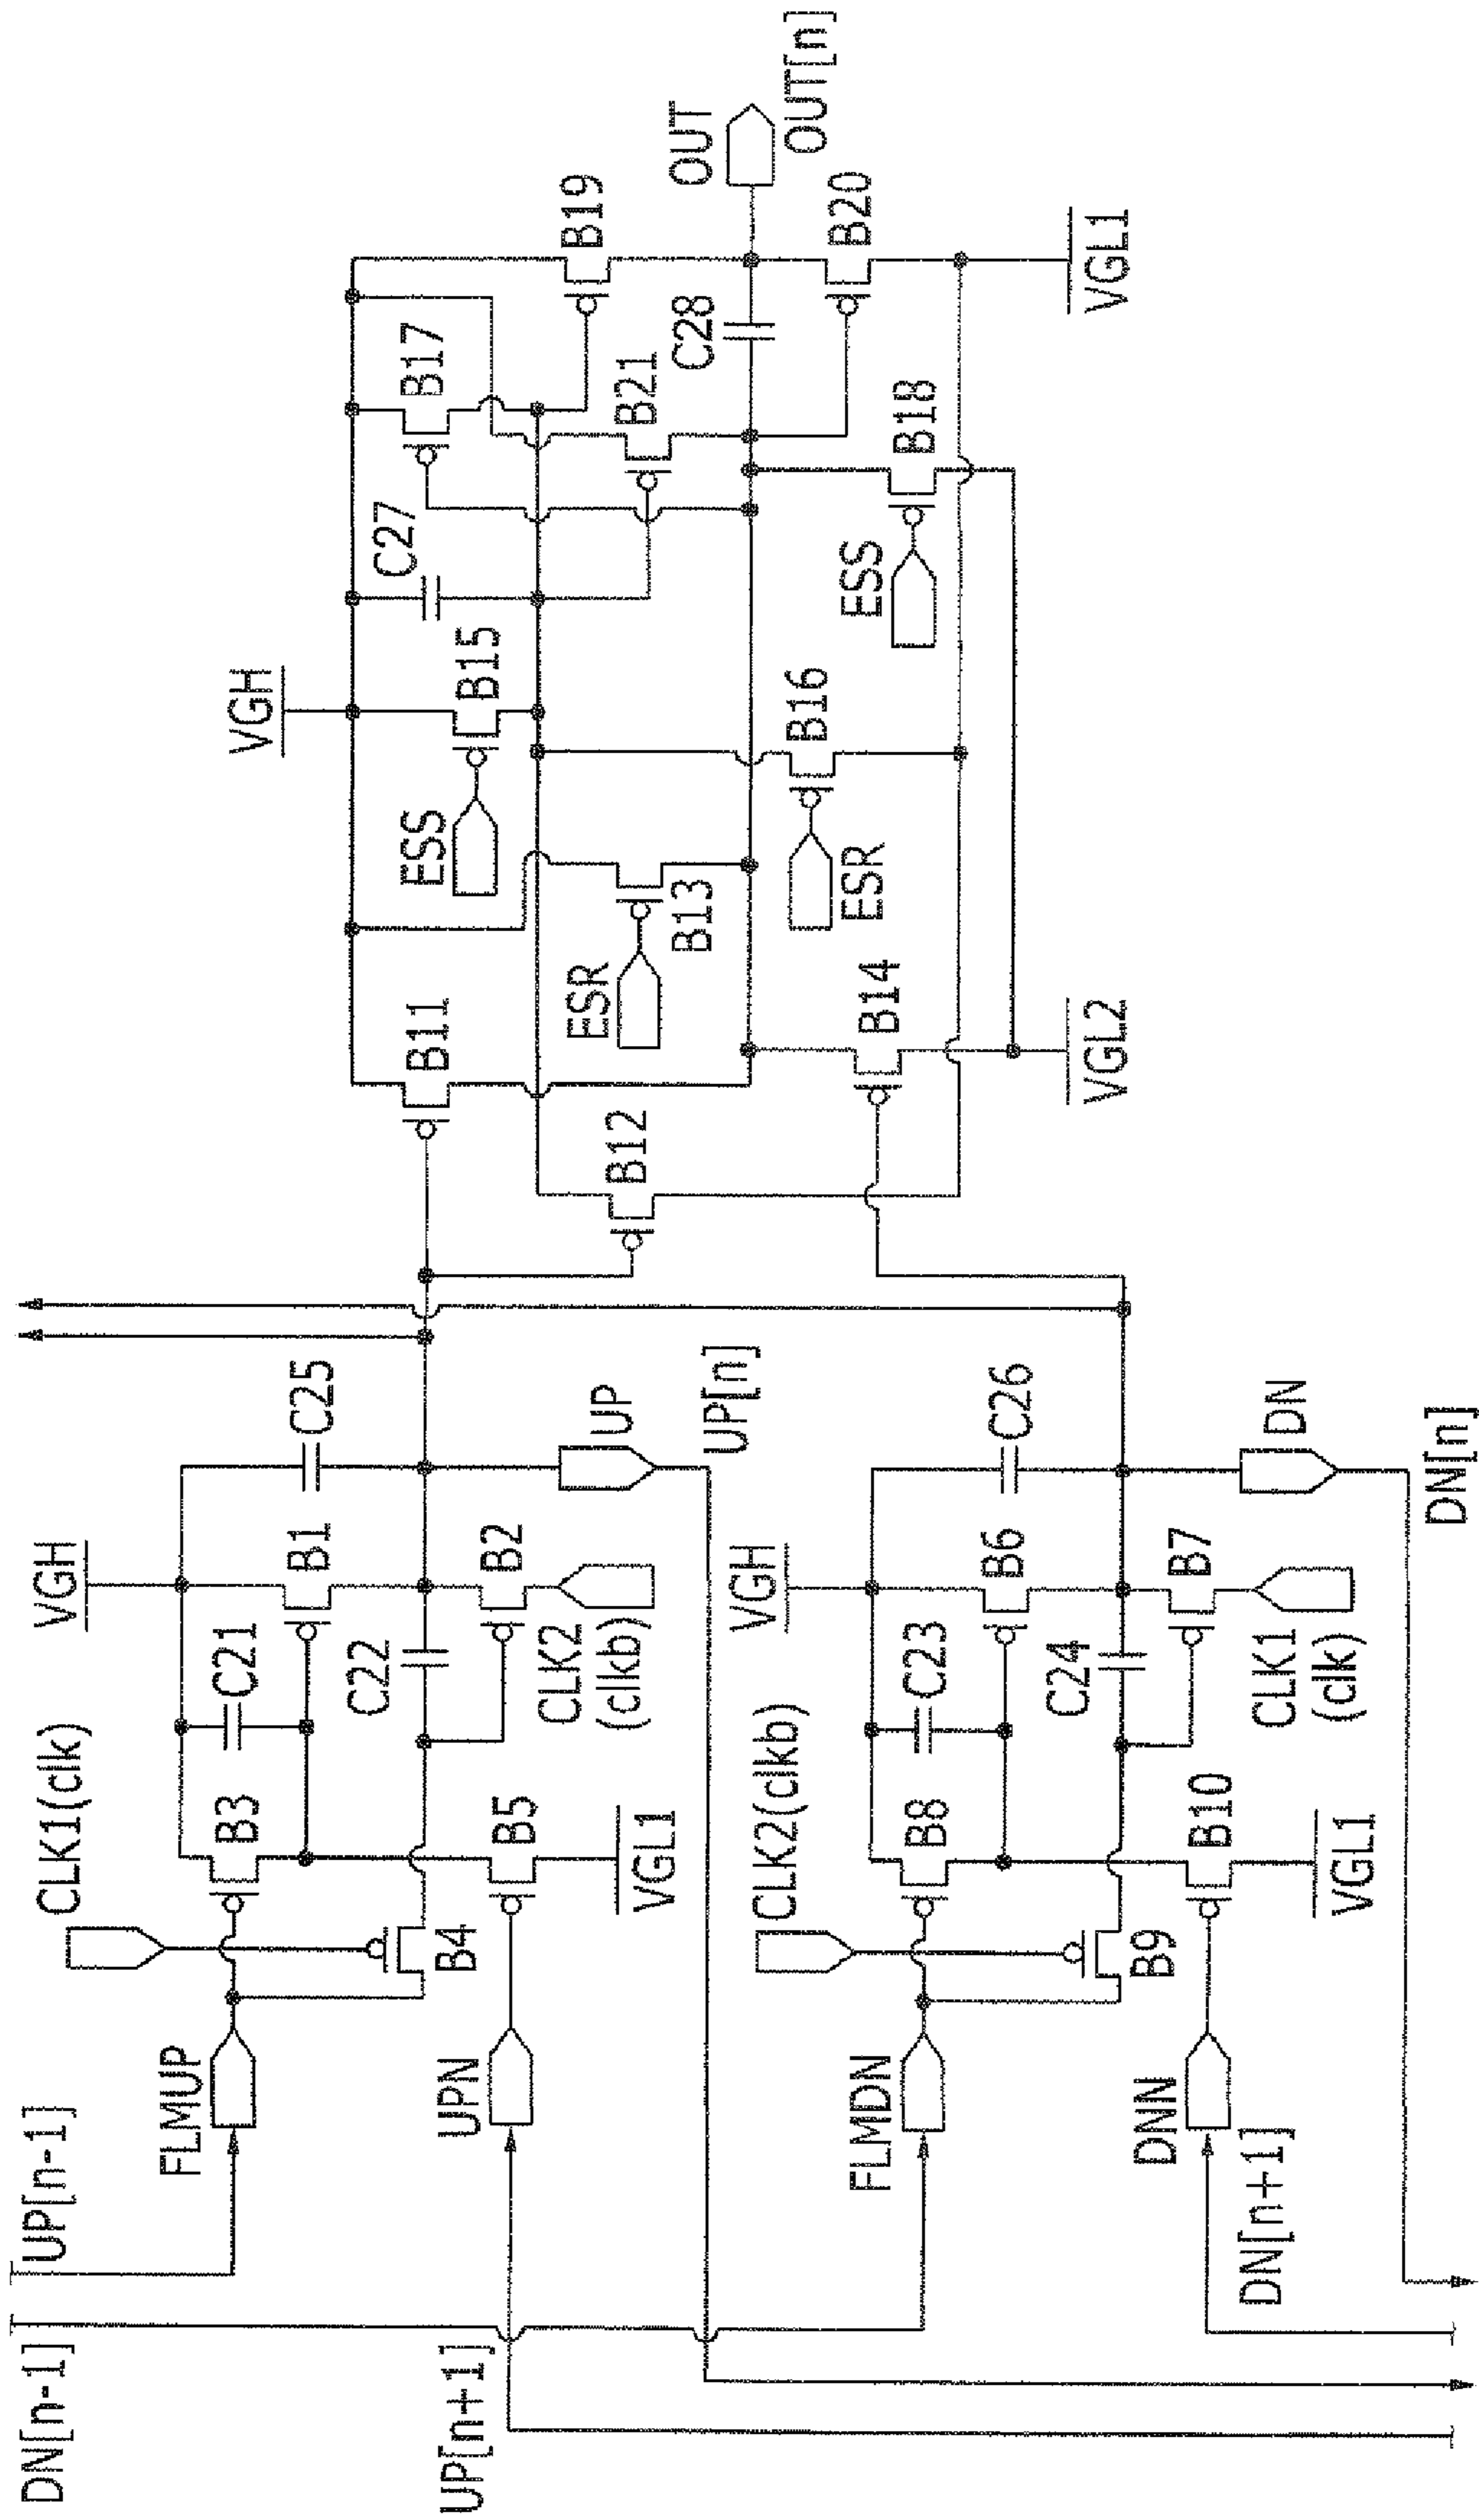 DN[n-1]
UP[n-1]
UP[n+1]
FLMUP
UPN
CLK1(clk)
B3
B4
B5
VGL1
C21
C22
VGH
B1
B2
CLK2
(clkb)
C25
UP
UP[n]
FLMDN
DNN
DN[n+1]
CLK2(clkb)
B8
B9
B10
VGL1
C23
C24
VGH
B6
B7
CLK1
(clk)
C26
DN
DN[n]
B11
B12
ESR
B13
B14
VGL2
VGH
ESS
B15
ESR
B16
C27
B17
B21
ESS
B18
C28
B19
B20
VGL1
OUT
OUT[n]